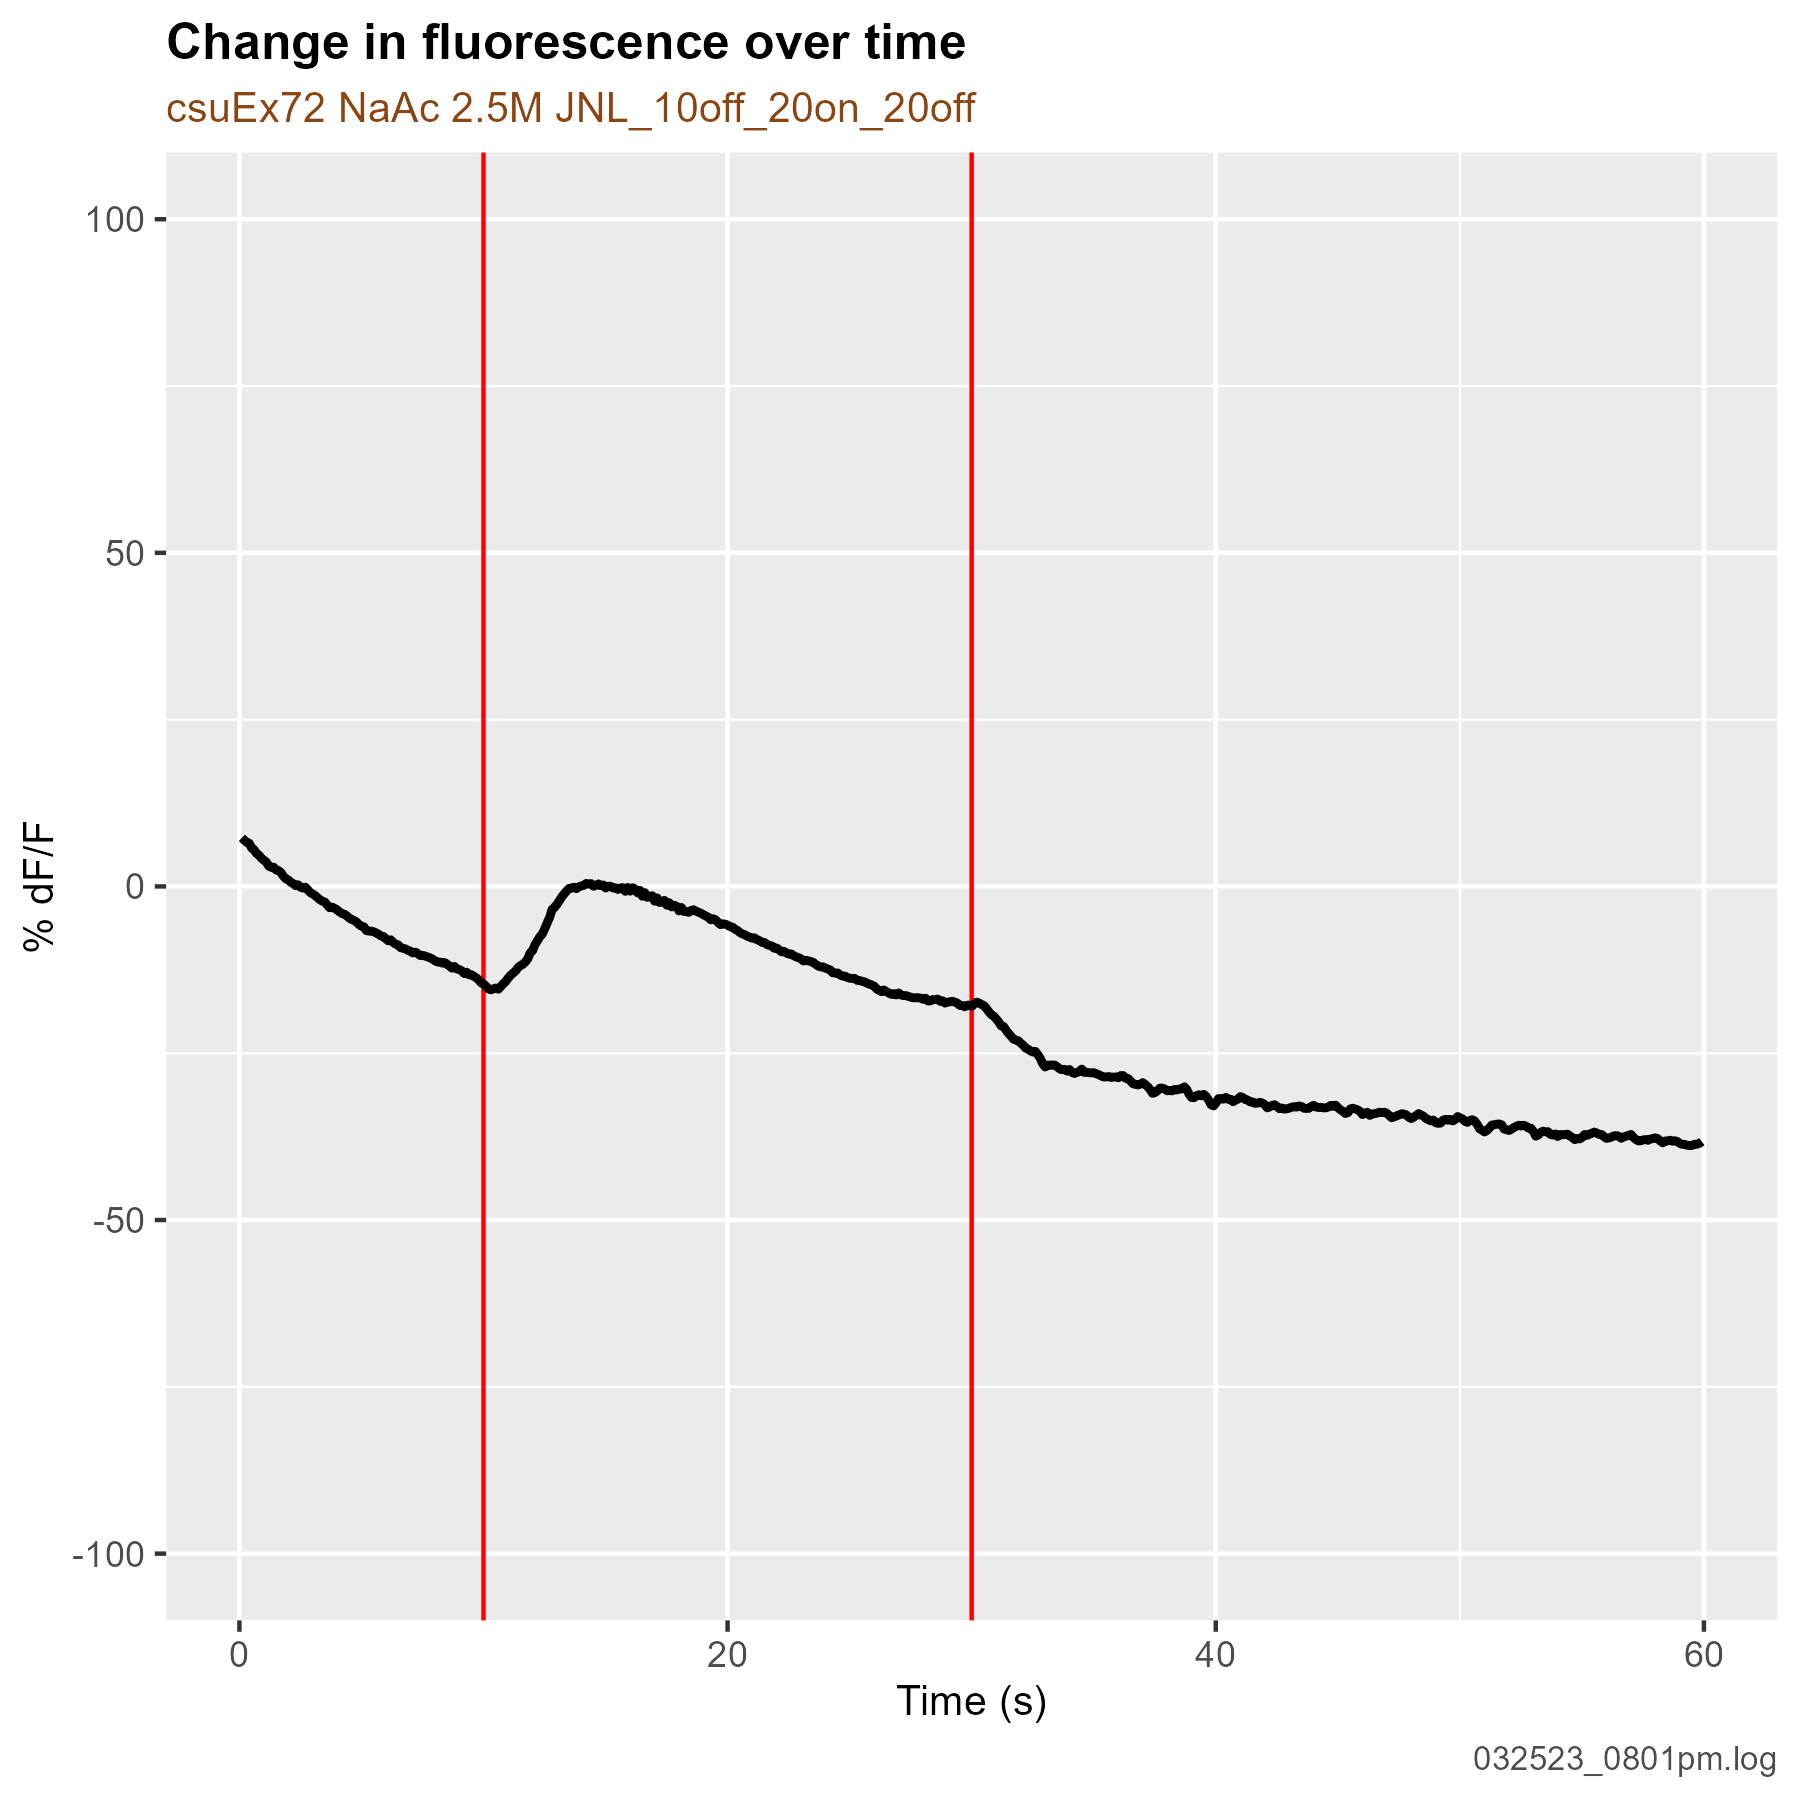 Change in fluorescence over time
csuEx72 NaAc 2.5M JNL_10off_20on_20off
100
50
0
-50
-100
% dF/F
0 20 40 60
Time (s)
032523_0801pm.log